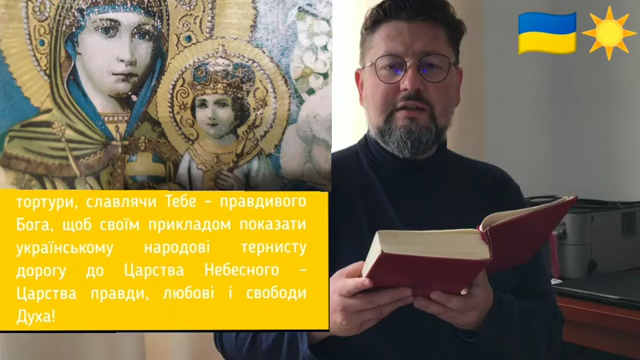 тортури, славлячи Тебе – правдивого
Бога, щоб своїм прикладом показати
українському народові тернисту
дорогу до Царства Небесного –
Царства правди, любові і свободи
Духа!